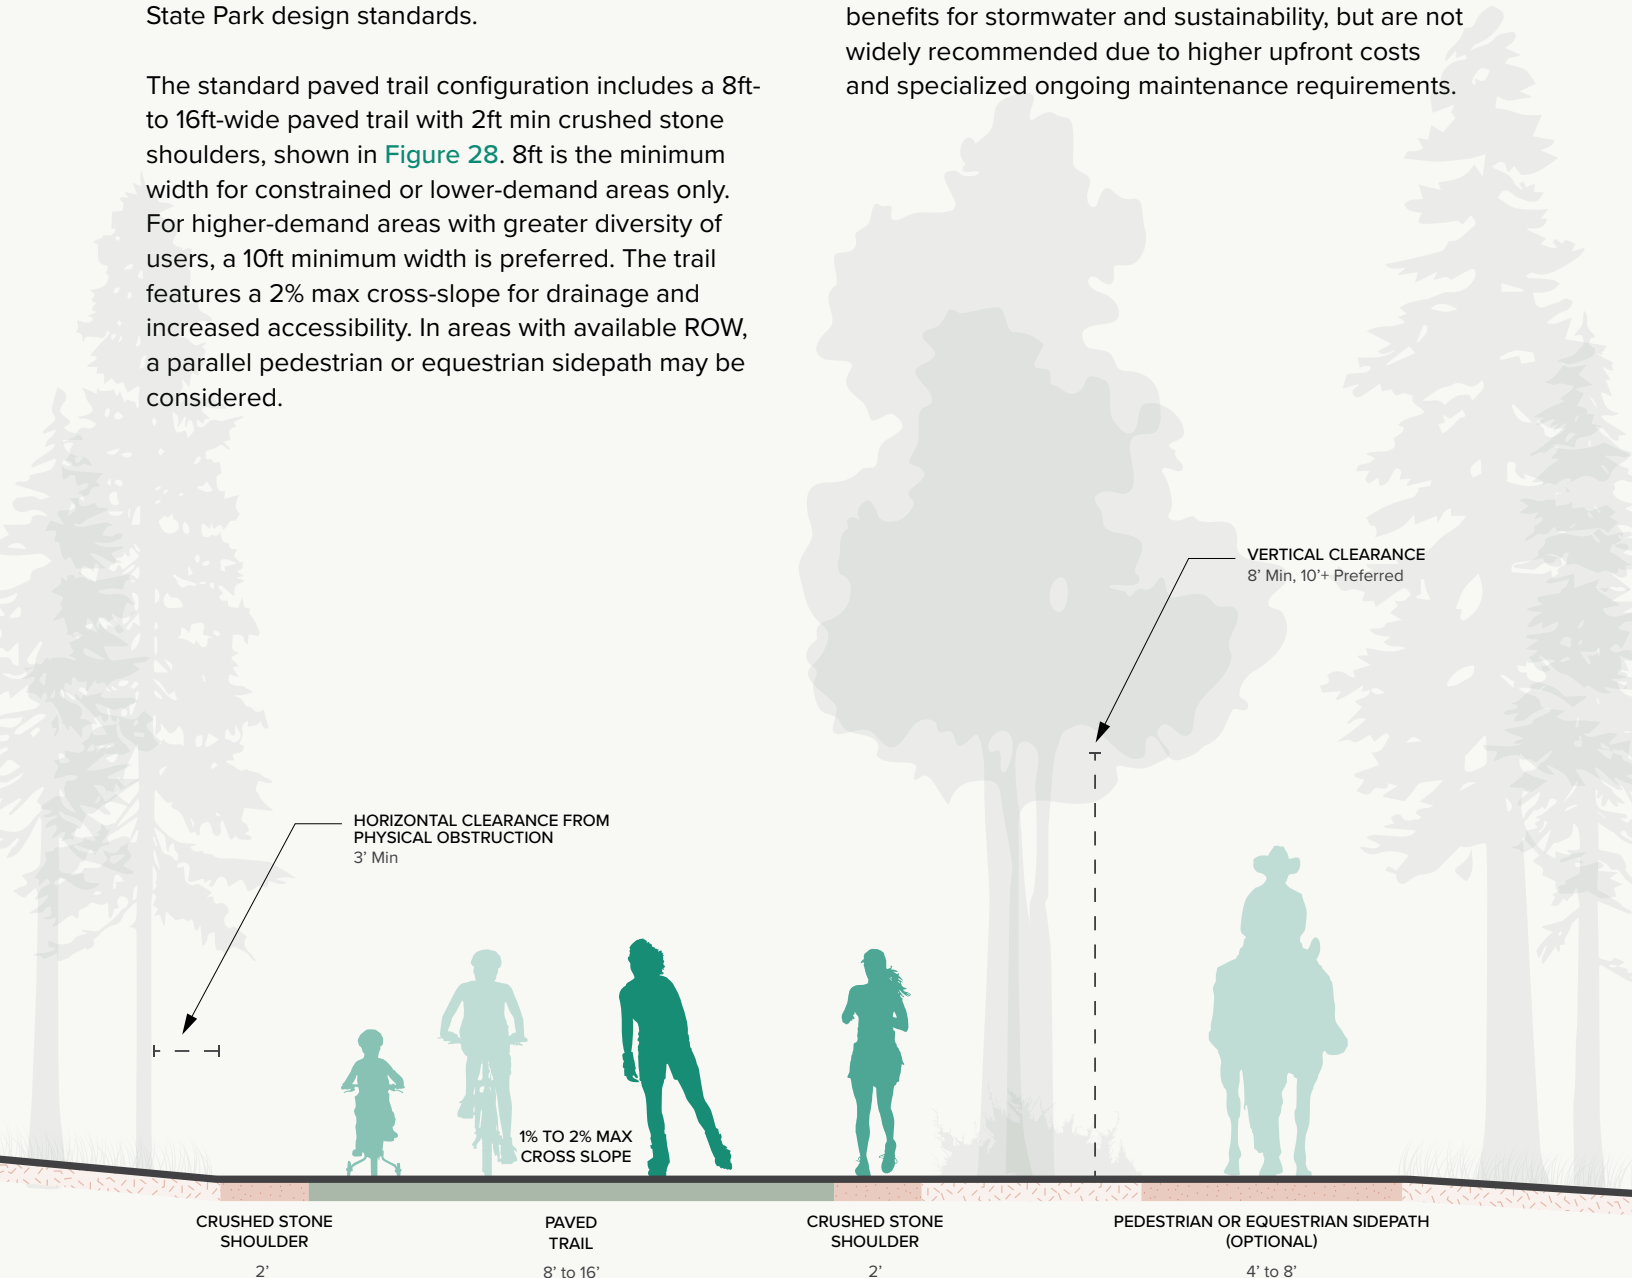 State Park design standards.
The standard paved trail configuration includes a 8ft-
to 16ft-wide paved trail with 2ft min crushed stone
shoulders, shown in Figure 28. 8ft is the minimum
width for constrained or lower-demand areas only.
For higher-demand areas with greater diversity of
users, a 10ft minimum width is preferred. The trail
features a 2% max cross-slope for drainage and
increased accessibility. In areas with available ROW,
a parallel pedestrian or equestrian sidepath may be
considered.
benefits for stormwater and sustainability, but are not
widely recommended due to higher upfront costs
and specialized ongoing maintenance requirements.
VERTICAL CLEARANCE
8’ Min, 10’+ Preferred
HORIZONTAL CLEARANCE FROM
PHYSICAL OBSTRUCTION
3’ Min
1% TO 2% MAX
CROSS SLOPE
CRUSHED STONE
SHOULDER
2’
PAVED
TRAIL
8’ to 16’
CRUSHED STONE
SHOULDER
2’
PEDESTRIAN OR EQUESTRIAN SIDEPATH
(OPTIONAL)
4’ to 8’